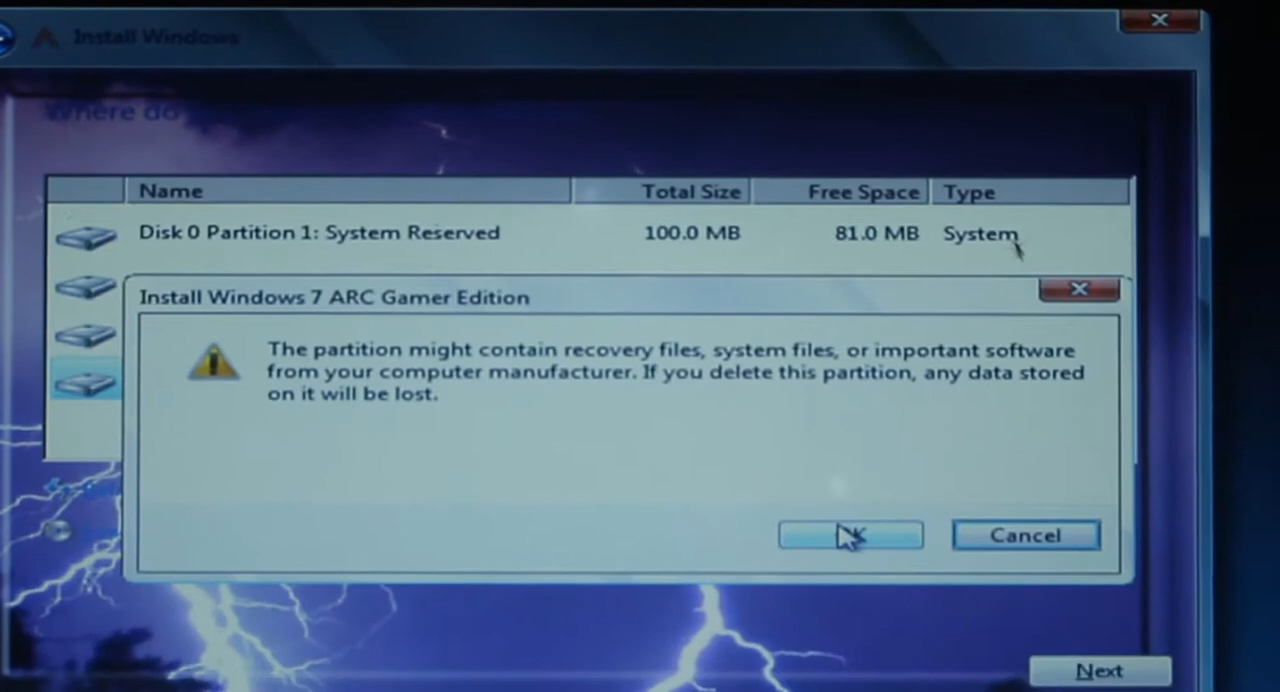 Install Windows
Where do
Name Total Size Free Space Type
Disk 0 Partition 1: System Reserved 100.0 MB 81.0 MB System
Install Windows 7 ARC Gamer Edition
The partition might contain recovery files, system files, or important software
from your computer manufacturer. If you delete this partition, any data stored
on it will be lost.
OK Cancel
Next